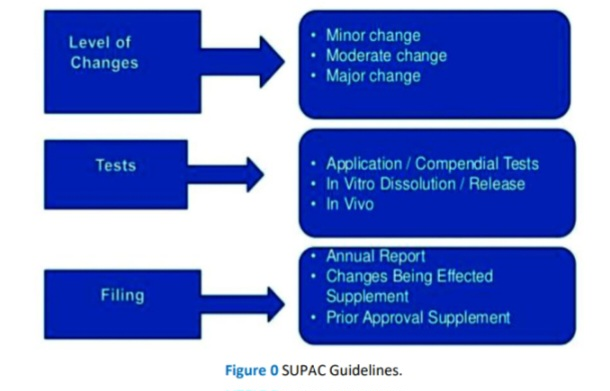 Level of
Changes
• Minor change
• Moderate change
• Major change
Tests
• Application / Compendial Tests
• In Vitro Dissolution / Release
• In Vivo
Filing
• Annual Report
• Changes Being Effected
Supplement
• Prior Approval Supplement
Figure 0 SUPAC Guidelines.